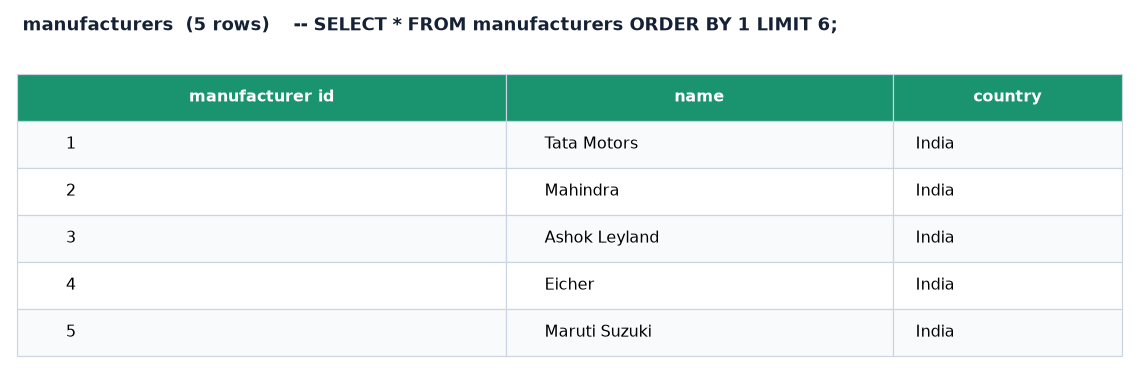 manufacturers (5 rows) -- SELECT * FROM manufacturers ORDER BY 1 LIMIT 6;
manufacturer id name country
1 Tata Motors India
2 Mahindra India
3 Ashok Leyland India
4 Eicher India
5 Maruti Suzuki India